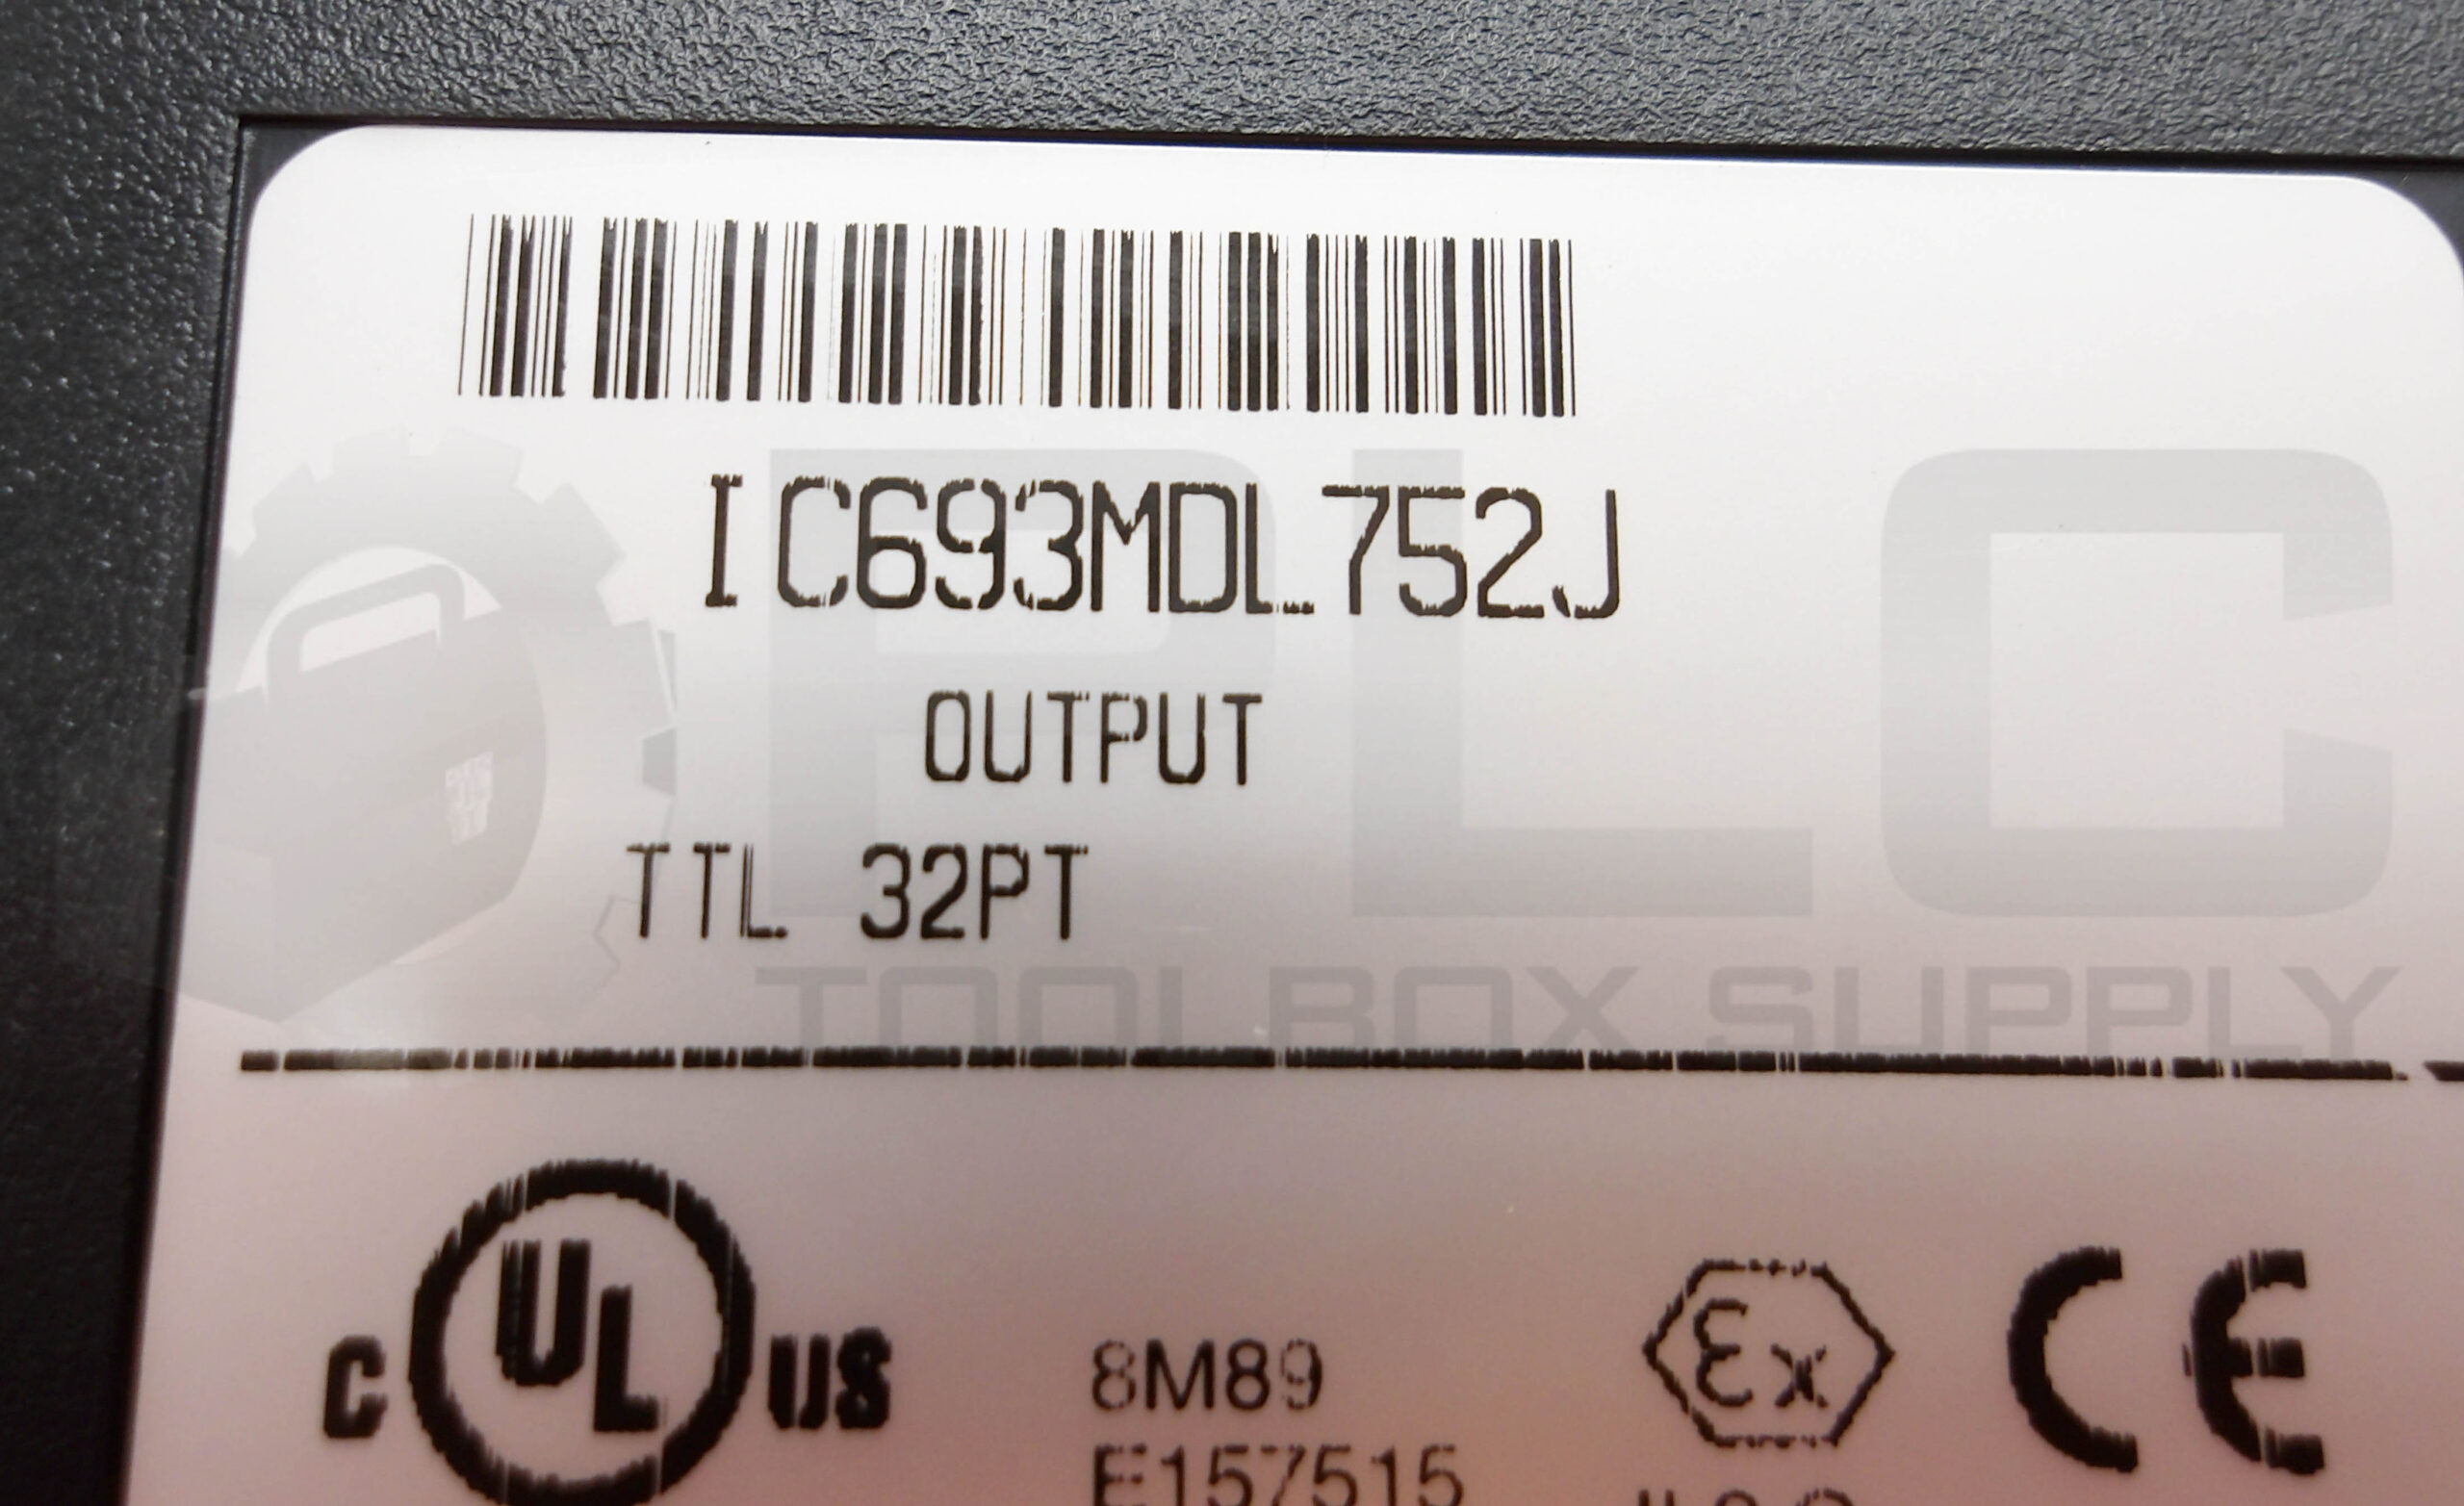 IC693MDL752J
OUTPUT
TTL 32PT
PLC
TOOLBOX SUPPLY
C UL US
8M89
E157515
Ex
CE